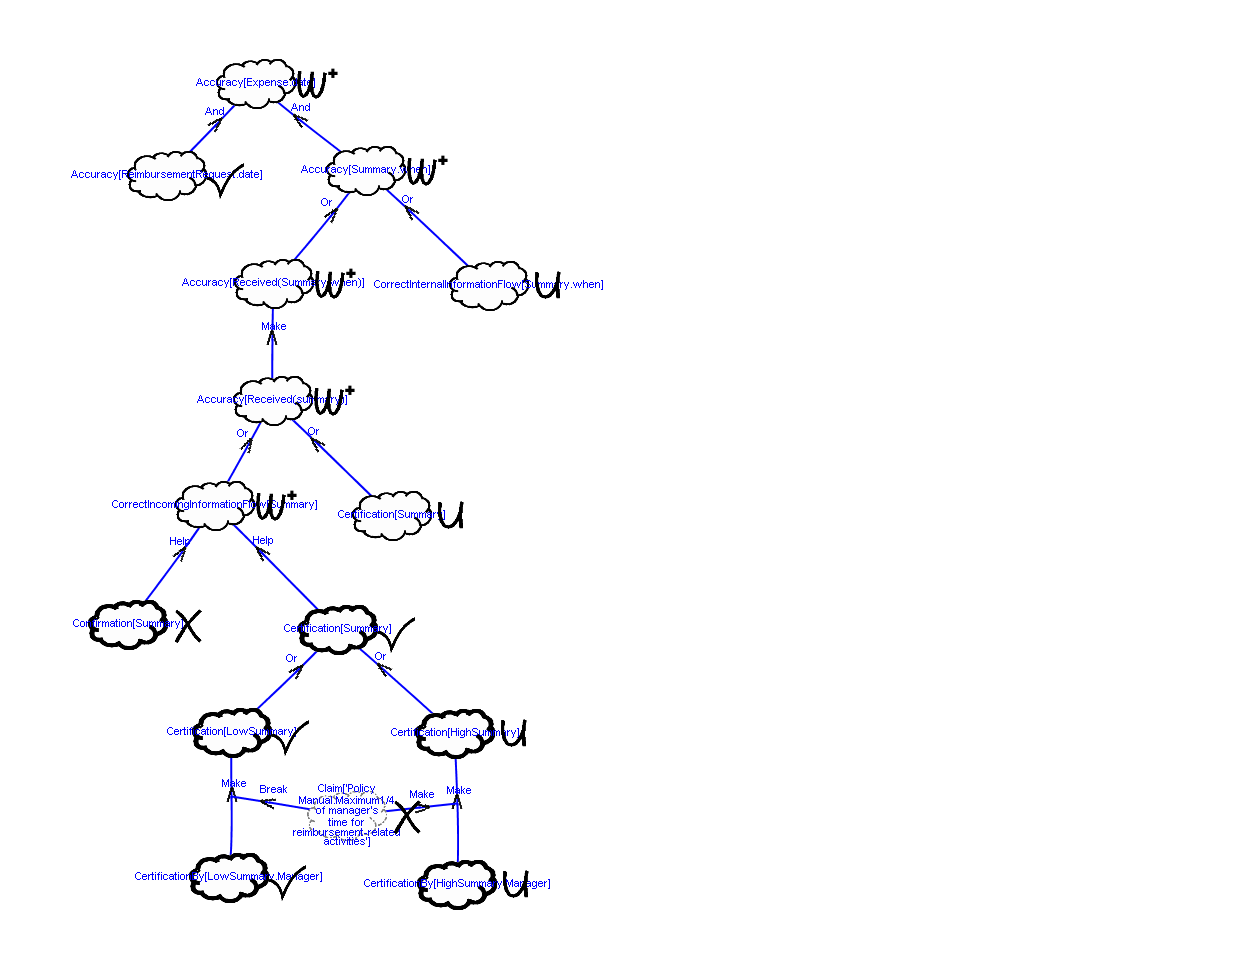 Accuracy[Expense.date]
W+
And
And
Accuracy[ReimbursementRequest.date]
Accuracy[Summary.when]
W+
Or
Or
Accuracy[Received(Summary.when)]
W+
CorrectInternalInformationFlow[Summary.when]
U
Make
Accuracy[Received(summary)]
W+
Or
Or
CorrectIncomingInformationFlow[Summary]
W+
Certification[Summary]
U
Help
Help
Confirmation[Summary]
X
Certification[Summary]
Or
Or
Certification[LowSummary]
Certification[HighSummary]
U
Make
Break
Claim['Policy
Manual:Maximum1/4
of manager's
time for
reimbursement-related
activities']
X
Make
Make
CertificationBy[LowSummary.Manager]
CertificationBy[HighSummary.Manager]
U